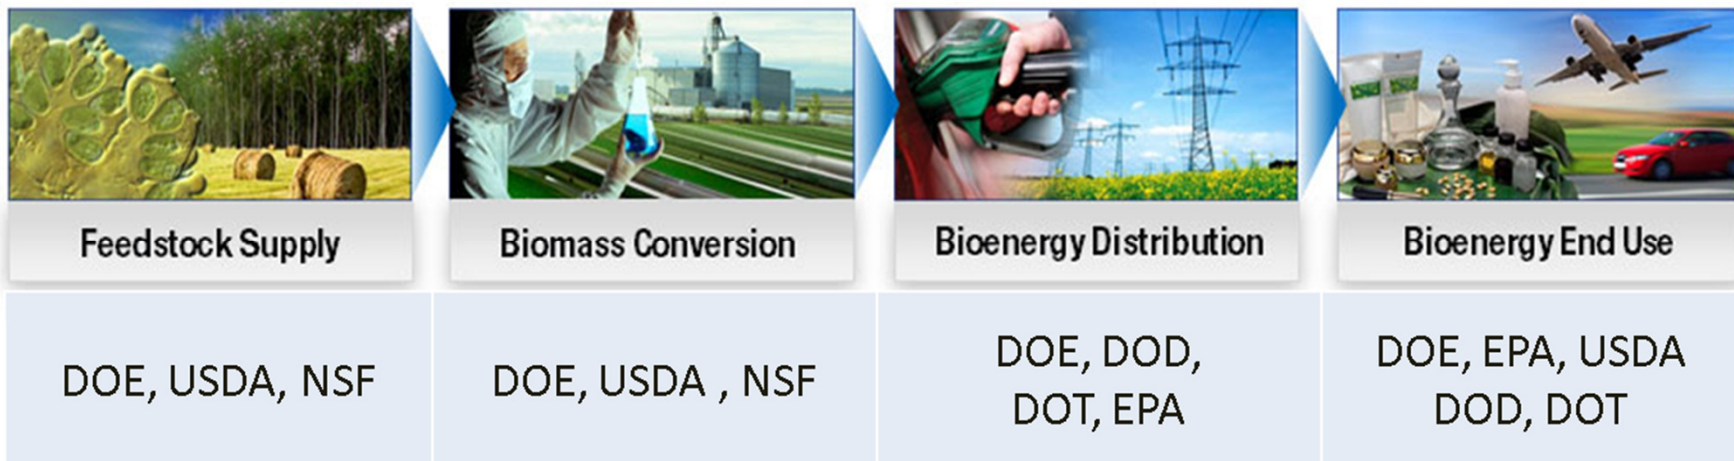 Feedstock Supply
Biomass Conversion
Bioenergy Distribution
Bioenergy End Use
DOE, USDA, NSF
DOE, USDA , NSF
DOE, DOD,
DOT, EPA
DOE, EPA, USDA
DOD, DOT